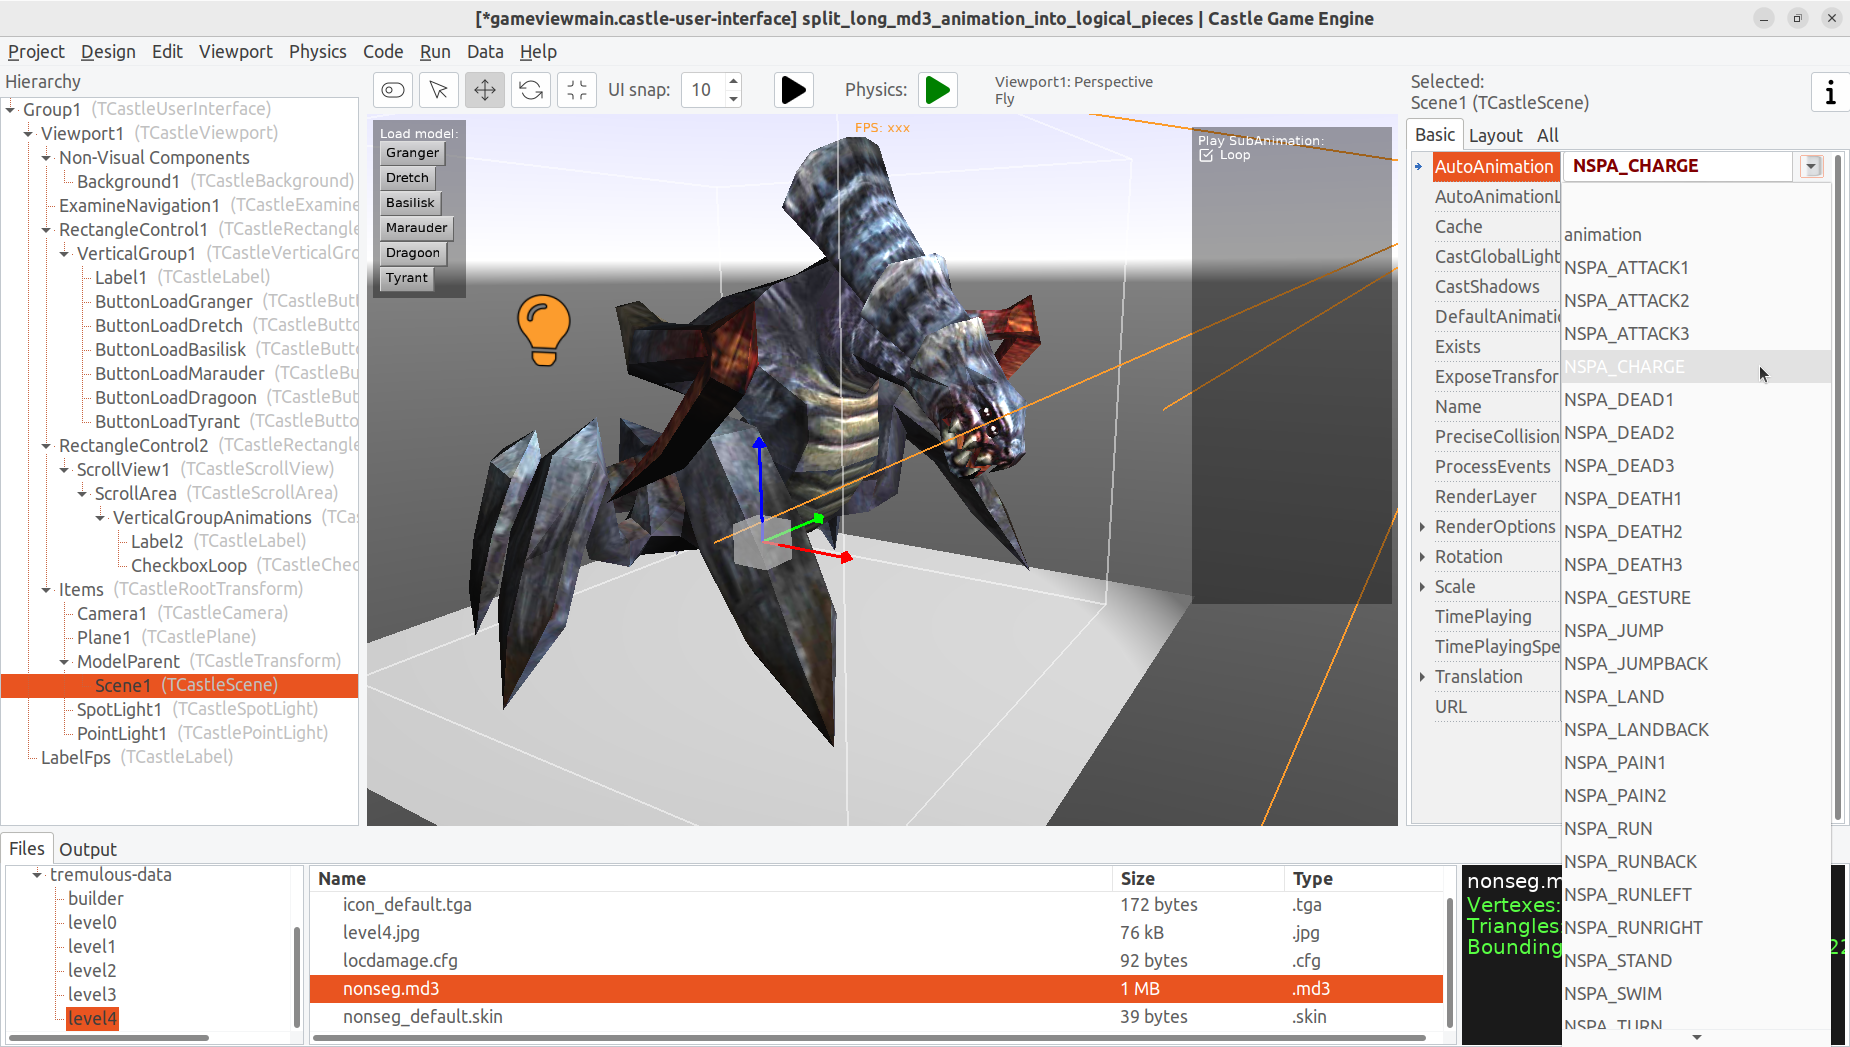 [*gameviewmain.castle-user-interface] split_long_md3_animation_into_logical_pieces | Castle Game Engine
Project Design Edit Viewport Physics Code Run Data Help
Hierarchy
Group1 (TCastleUserInterface)
Viewport1 (TCastleViewport)
Non-Visual Components
Background1 (TCastleBackground)
ExamineNavigation1 (TCastleExamine
RectangleControl1 (TCastleRectangle
VerticalGroup1 (TCastleVerticalGro
Label1 (TCastleLabel)
ButtonLoadGranger (TCastleButt
ButtonLoadDretch (TCastleButto
ButtonLoadBasilisk (TCastleButt
ButtonLoadMarauder (TCastleBu
ButtonLoadDragoon (TCastleButt
ButtonLoadTyrant (TCastleButto
RectangleControl2 (TCastleRectangle
ScrollView1 (TCastleScrollView)
ScrollArea (TCastleScrollArea)
VerticalGroupAnimations (TCas
Label2 (TCastleLabel)
CheckboxLoop (TCastleChec
Items (TCastleRootTransform)
Camera1 (TCastleCamera)
Plane1 (TCastlePlane)
ModelParent (TCastleTransform)
Scene1 (TCastleScene)
SpotLight1 (TCastleSpotLight)
PointLight1 (TCastlePointLight)
LabelFps (TCastleLabel)
UI snap: 10
Physics:
Viewport1: Perspective
Fly
Load model:
Granger
Dretch
Basilisk
Marauder
Dragoon
Tyrant
FPS: xxx
Play SubAnimation:
Loop
Selected:
Scene1 (TCastleScene)
i
Basic Layout All
AutoAnimation NSPA_CHARGE
AutoAnimationL
Cache
CastGlobalLight
CastShadows
DefaultAnimatio
Exists
ExposeTransfor
Name
PreciseCollision
ProcessEvents
RenderLayer
RenderOptions
Rotation
Scale
TimePlaying
TimePlayingSpe
Translation
URL
animation
NSPA_ATTACK1
NSPA_ATTACK2
NSPA_ATTACK3
NSPA_CHARGE
NSPA_DEAD1
NSPA_DEAD2
NSPA_DEAD3
NSPA_DEATH1
NSPA_DEATH2
NSPA_DEATH3
NSPA_GESTURE
NSPA_JUMP
NSPA_JUMPBACK
NSPA_LAND
NSPA_LANDBACK
NSPA_PAIN1
NSPA_PAIN2
NSPA_RUN
NSPA_RUNBACK
NSPA_RUNLEFT
NSPA_RUNRIGHT
NSPA_STAND
NSPA_SWIM
NSPA_TURN
Files Output
tremulous-data
builder
level0
level1
level2
level3
level4
Name Size Type
icon_default.tga 172 bytes .tga
level4.jpg 76 kB .jpg
locdamage.cfg 92 bytes .cfg
nonseg.md3 1 MB .md3
nonseg_default.skin 39 bytes .skin
nonseg.m
Vertexes:
Triangles:
Bounding 22